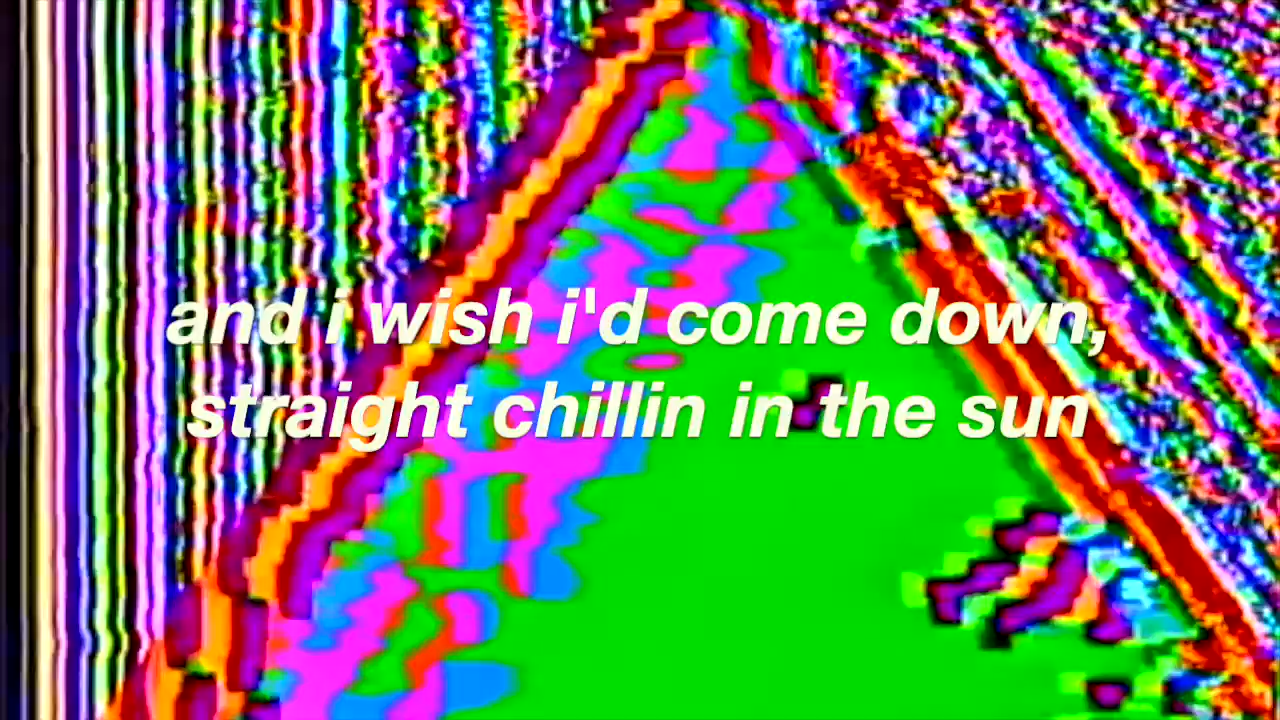 and i wish i'd come down,
straight chillin in the sun